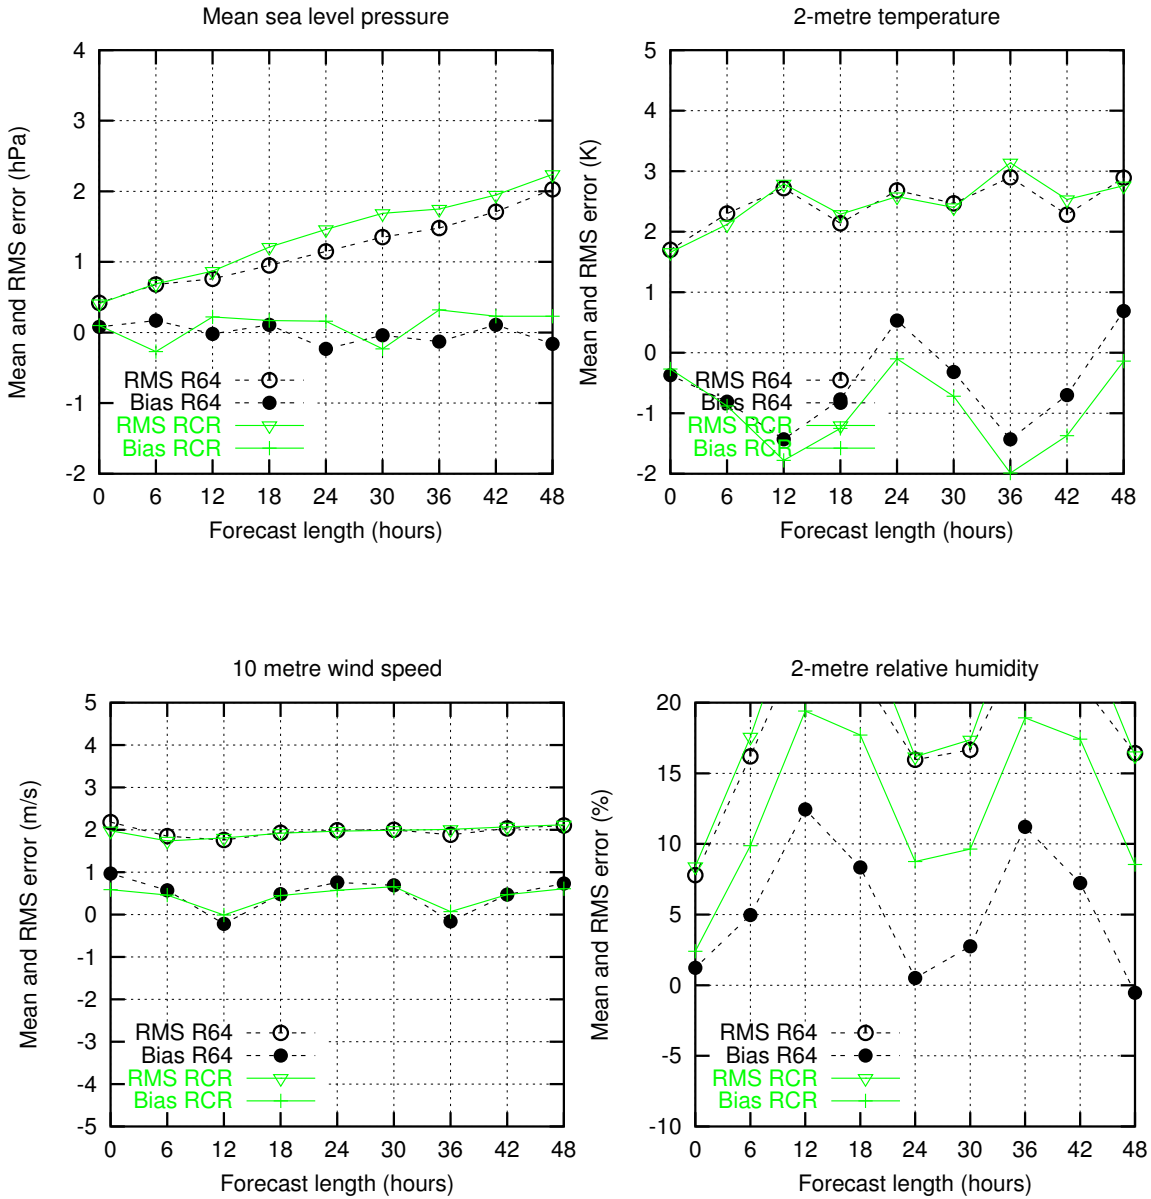 Mean sea level pressure
Mean and RMS error (hPa)
4
3
2
1
0
-1
-2
RMS R64
Bias R64
RMS RCR
Bias RCR
0 6 12 18 24 30 36 42 48
Forecast length (hours)
2-metre temperature
Mean and RMS error (K)
5
4
3
2
1
0
-1
-2
RMS R64
Bias R64
RMS RCR
Bias RCR
0 6 12 18 24 30 36 42 48
Forecast length (hours)
10 metre wind speed
Mean and RMS error (m/s)
5
4
3
2
1
0
-1
-2
-3
-4
-5
RMS R64
Bias R64
RMS RCR
Bias RCR
0 6 12 18 24 30 36 42 48
Forecast length (hours)
2-metre relative humidity
Mean and RMS error (%)
20
15
10
5
0
-5
-10
RMS R64
Bias R64
RMS RCR
Bias RCR
0 6 12 18 24 30 36 42 48
Forecast length (hours)